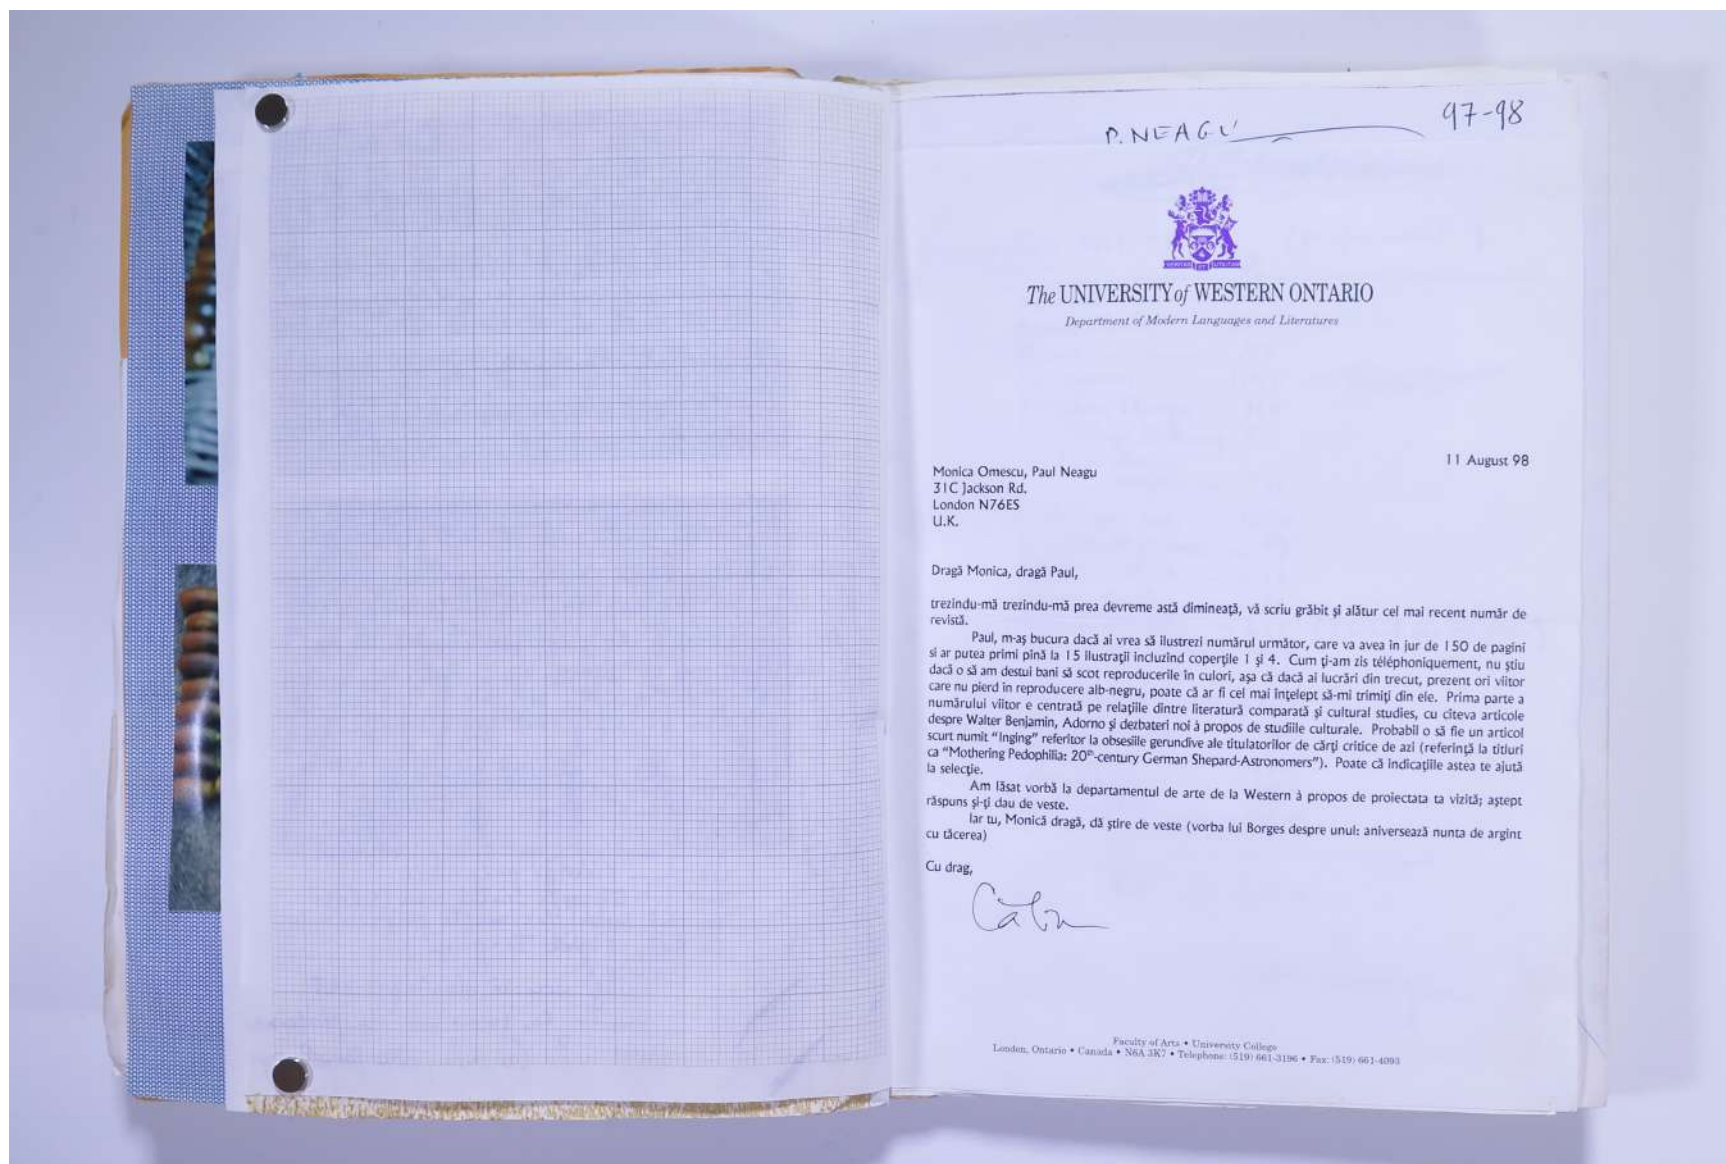 P. NEAGU
97-98
The UNIVERSITY of WESTERN ONTARIO
Department of Modern Languages and Literatures
11 August 98
Monica Omescu, Paul Neagu
31C Jackson Rd.
London N76ES
U.K.
Dragă Monica, dragă Paul,
trezindu-mă trezindu-mă prea devreme astă dimineaţă, vă scriu grăbit şi alătur cel mai recent număr de
revistă.
Paul, m-aş bucura dacă ai vrea să ilustrezi numărul următor, care va avea în jur de 150 de pagini
si ar putea primi pînă la 15 ilustraţii incluzind coperţile 1 şi 4. Cum ţi-am zis téléphoniquement, nu ştiu
dacă o să am destui bani să scot reproducerile în culori, aşa că dacă ai lucrări din trecut, prezent ori viitor
care nu pierd în reproducere alb-negru, poate că ar fi cel mai înţelept să-mi trimiţi din ele. Prima parte a
numărului viitor e centrată pe relaţiile dintre literatură comparată şi cultural studies, cu cîteva articole
despre Walter Benjamin, Adorno şi dezbateri noi à propos de studiile culturale. Probabil o să fie un articol
scurt numit “Inging” referitor la obsesiile gerundive ale titulatorilor de cărţi critice de azi (referinţă la titluri
ca “Mothering Pedophilia: 20th-century German Shepard-Astronomers”). Poate că indicaţiile astea te ajută
la selecţie.
Am lăsat vorbă la departamentul de arte de la Western à propos de proiectata ta vizită; aştept
răspuns şi-ţi dau de veste.
Iar tu, Monică dragă, dă ştire de veste (vorba lui Borges despre unul: aniversează nunta de argint
cu tăcerea)
Cu drag,
Călin
Faculty of Arts • University College
London, Ontario • Canada • N6A 3K7 • Telephone: (519) 661-3196 • Fax: (519) 661-4093